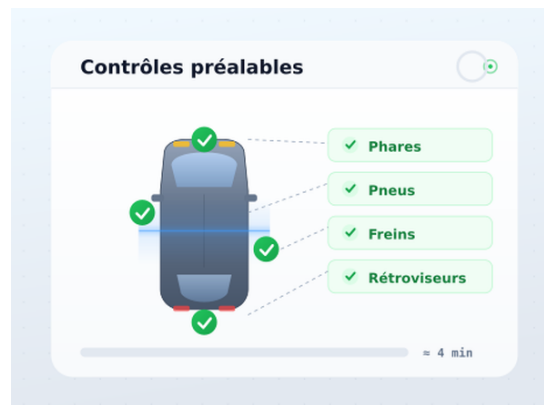 Contrôles préalables
Phares
Pneus
Freins
Rétroviseurs
≈ 4 min